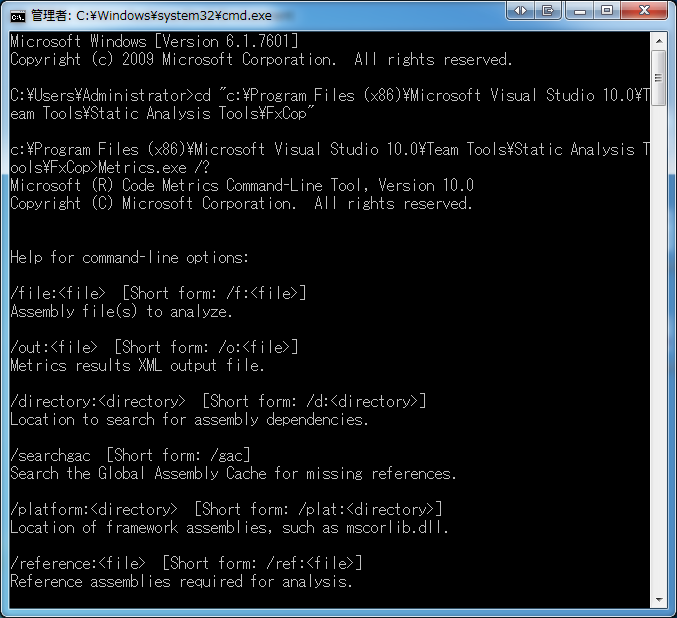 管理者: C:¥Windows¥system32¥cmd.exe
Microsoft Windows [Version 6.1.7601]
Copyright (c) 2009 Microsoft Corporation.  All rights reserved.
C:¥Users¥Administrator>cd "c:¥Program Files (x86)¥Microsoft Visual Studio 10.0¥T
eam Tools¥Static Analysis Tools¥FxCop"
c:¥Program Files (x86)¥Microsoft Visual Studio 10.0¥Team Tools¥Static Analysis T
ools¥FxCop>Metrics.exe /?
Microsoft (R) Code Metrics Command-Line Tool, Version 10.0
Copyright (C) Microsoft Corporation.  All rights reserved.
Help for command-line options:
/file:<file>  [Short form: /f:<file>]
Assembly file(s) to analyze.
/out:<file>  [Short form: /o:<file>]
Metrics results XML output file.
/directory:<directory>  [Short form: /d:<directory>]
Location to search for assembly dependencies.
/searchgac  [Short form: /gac]
Search the Global Assembly Cache for missing references.
/platform:<directory>  [Short form: /plat:<directory>]
Location of framework assemblies, such as mscorlib.dll.
/reference:<file>  [Short form: /ref:<file>]
Reference assemblies required for analysis.